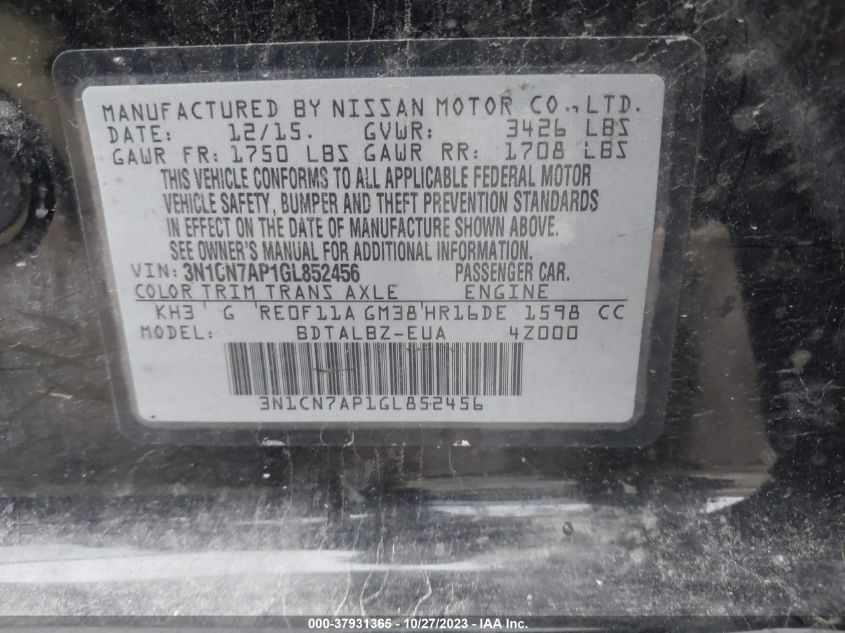 MANUFACTURED BY NISSAN MOTOR CO., LTD.
DATE: 12/15. GVWR: 3426 LBS
GAWR FR: 1750 LBS GAWR RR: 1708 LBS
THIS VEHICLE CONFORMS TO ALL APPLICABLE FEDERAL MOTOR
VEHICLE SAFETY, BUMPER AND THEFT PREVENTION STANDARDS
IN EFFECT ON THE DATE OF MANUFACTURE SHOWN ABOVE.
SEE OWNER'S MANUAL FOR ADDITIONAL INFORMATION.
VIN: 3N1CN7AP1GL852456 PASSENGER CAR.
COLOR TRIM TRANS AXLE ENGINE
KH3 G RE0F11A GM38 HR16DE 1598 CC
MODEL: BDTALBZ-EUA 4Z000
3N1CN7AP1GL852456
000-37931365 - 10/27/2023 - IAA Inc.